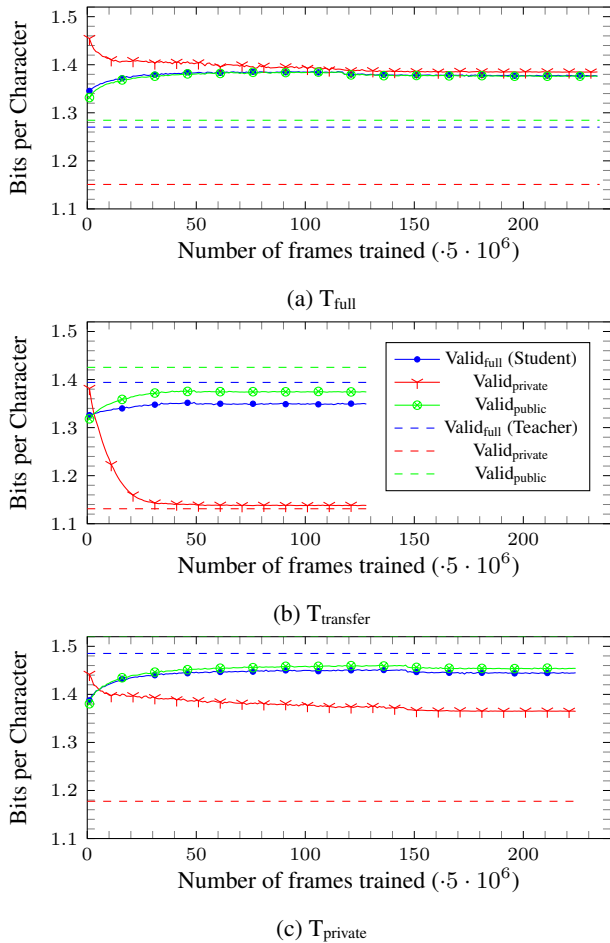 1.5
1.4
1.3
1.2
1.1
Bits per Character
0 50 100 150 200
Number of frames trained (·5 · 10⁶)
(a) T_full
1.5
1.4
1.3
1.2
1.1
Bits per Character
Valid_full (Student)
Valid_private
Valid_public
Valid_full (Teacher)
Valid_private
Valid_public
0 50 100 150 200
Number of frames trained (·5 · 10⁶)
(b) T_transfer
1.5
1.4
1.3
1.2
1.1
Bits per Character
0 50 100 150 200
Number of frames trained (·5 · 10⁶)
(c) T_private